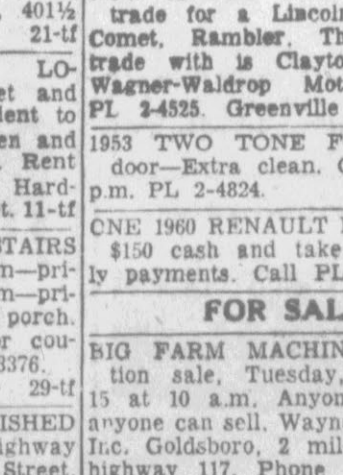 401½
21-tf
LO-
et and
dent to
en and
Rent
Hard-
t. 11-tf
STAIRS
m—pri-
m—pri-
porch.
r cou-
3376.
29-tf
ISHED
ighway
Street.
trade for a Lincoln
Comet, Rambler. Th
trade with is Clayto
Wagner-Waldrop Mot
PL 2-4525. Greenville
1953 TWO TONE F
door—Extra clean. C
p.m. PL 2-4824.
ONE 1960 RENAULT
$150 cash and take
ly payments. Call PL
FOR SAL
BIG FARM MACHIN
tion sale, Tuesday,
15 at 10 a.m. Anyon
anyone can sell. Wayn
Inc. Goldsboro, 2 mil
highway 117. Phone